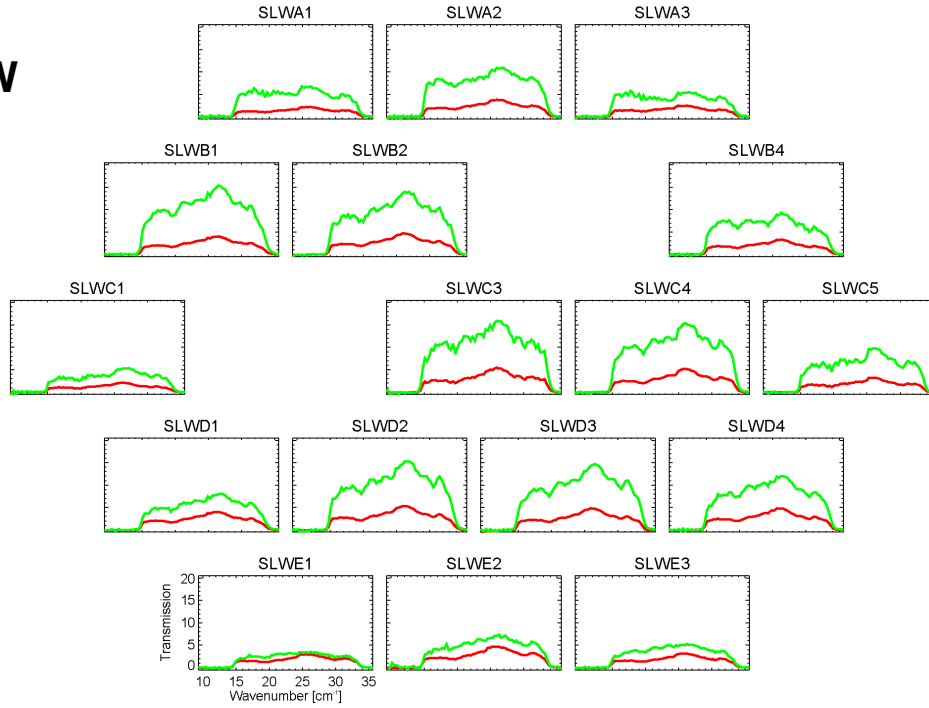 SLWA1 SLWA2 SLWA3
W
SLWB1 SLWB2 SLWB4
SLWC1 SLWC3 SLWC4 SLWC5
SLWD1 SLWD2 SLWD3 SLWD4
SLWE1 SLWE2 SLWE3
20
15
10
5
0
Transmission
10 15 20 25 30 35
Wavenumber [cm⁻¹]